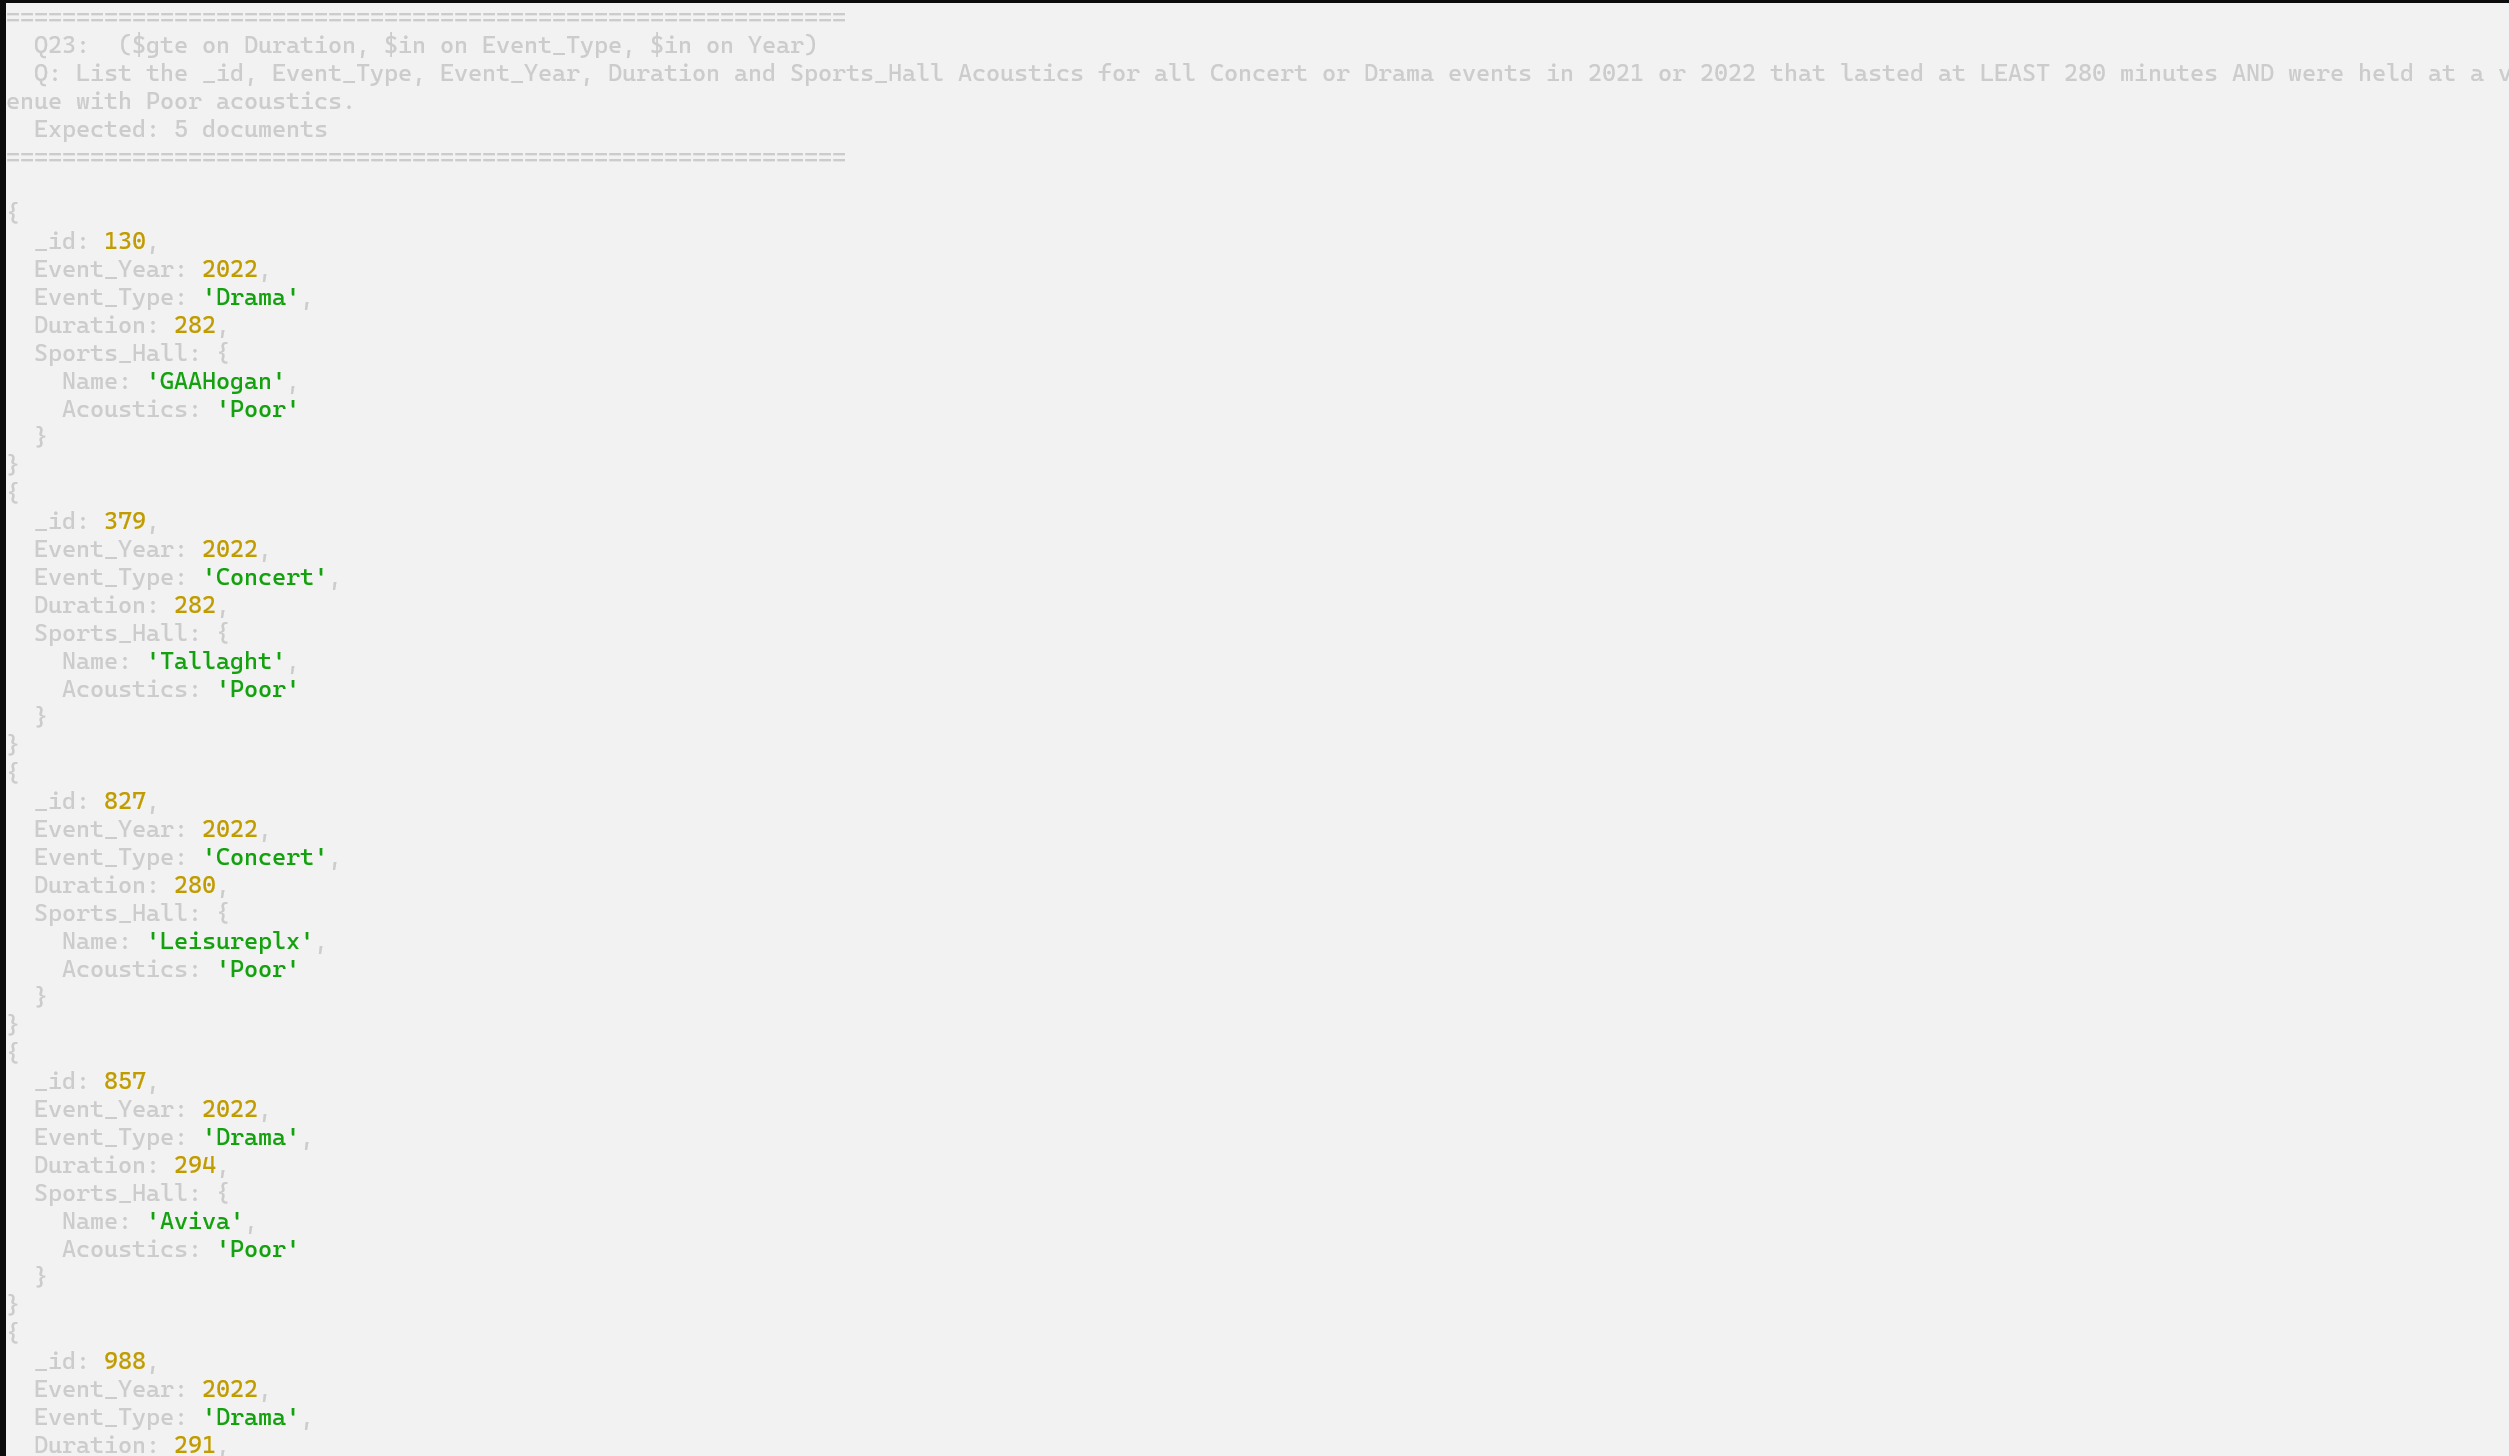 ============================================================
  Q23:  ($gte on Duration, $in on Event_Type, $in on Year)
  Q: List the _id, Event_Type, Event_Year, Duration and Sports_Hall Acoustics for all Concert or Drama events in 2021 or 2022 that lasted at LEAST 280 minutes AND were held at a v
enue with Poor acoustics.
  Expected: 5 documents
============================================================

{
  _id: 130,
  Event_Year: 2022,
  Event_Type: 'Drama',
  Duration: 282,
  Sports_Hall: {
    Name: 'GAAHogan',
    Acoustics: 'Poor'
  }
}
{
  _id: 379,
  Event_Year: 2022,
  Event_Type: 'Concert',
  Duration: 282,
  Sports_Hall: {
    Name: 'Tallaght',
    Acoustics: 'Poor'
  }
}
{
  _id: 827,
  Event_Year: 2022,
  Event_Type: 'Concert',
  Duration: 280,
  Sports_Hall: {
    Name: 'Leisureplx',
    Acoustics: 'Poor'
  }
}
{
  _id: 857,
  Event_Year: 2022,
  Event_Type: 'Drama',
  Duration: 294,
  Sports_Hall: {
    Name: 'Aviva',
    Acoustics: 'Poor'
  }
}
{
  _id: 988,
  Event_Year: 2022,
  Event_Type: 'Drama',
  Duration: 291,